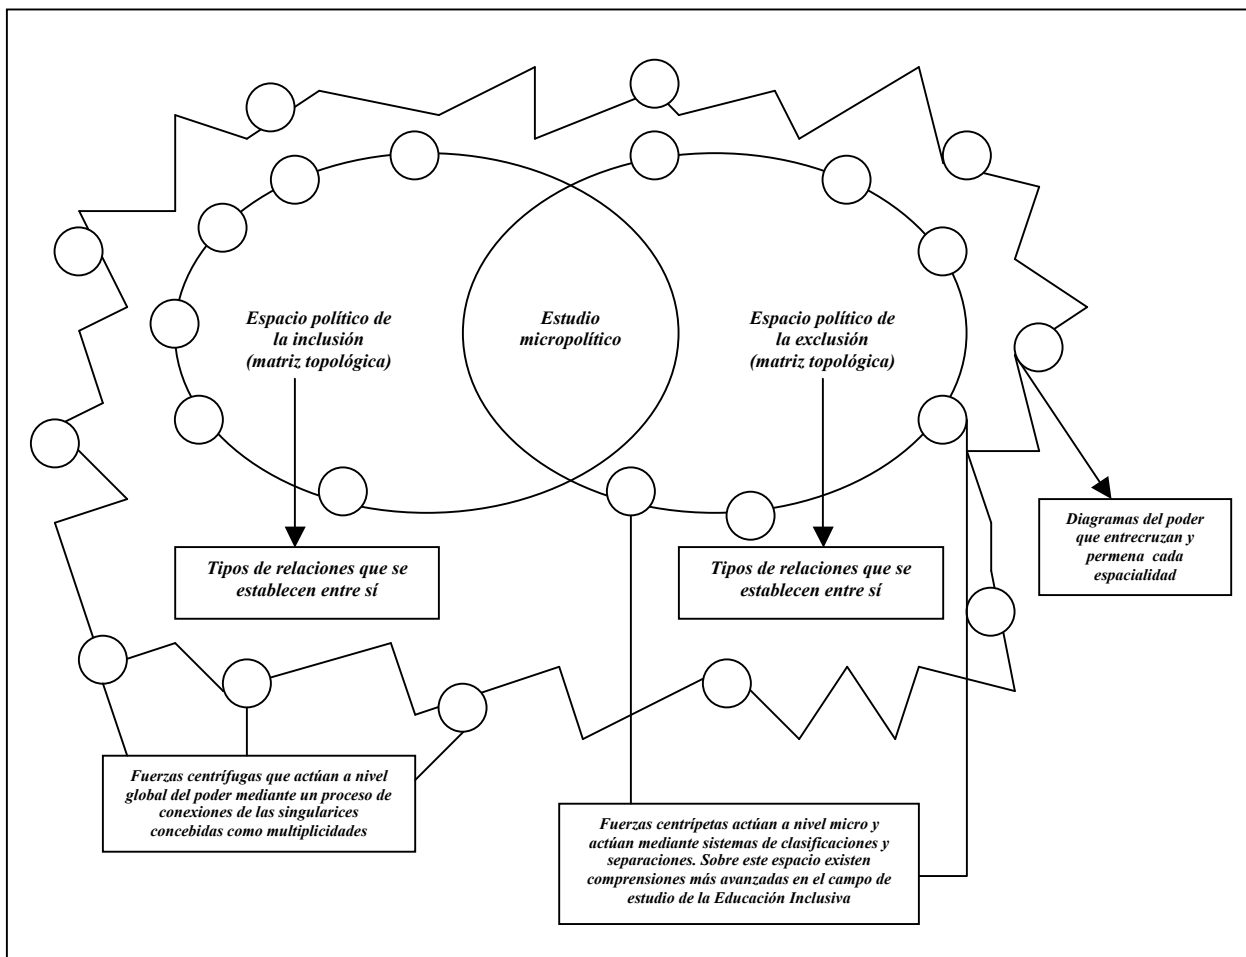 Espacio político de
la inclusión
(matriz topológica)
Estudio
micropolítico
Espacio político de
la exclusión
(matriz topológica)
Diagramas del poder
que entrecruzan y
permena cada
espacialidad
Tipos de relaciones que se
establecen entre sí
Tipos de relaciones que se
establecen entre sí
Fuerzas centrífugas que actúan a nivel
global del poder mediante un proceso de
conexiones de las singularices
concebidas como multiplicidades
Fuerzas centrípetas actúan a nivel micro y
actúan mediante sistemas de clasificaciones y
separaciones. Sobre este espacio existen
comprensiones más avanzadas en el campo de
estudio de la Educación Inclusiva